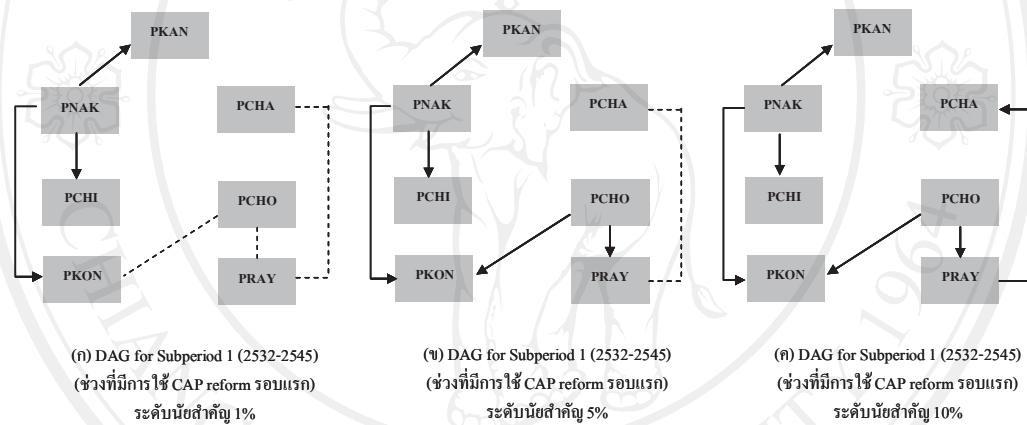 PKAN
PNAK
PCHA
PCHI
PCHO
PKON
PRAY
(ก) DAG for Subperiod 1 (2532-2545)
(ช่วงที่มีการใช้ CAP reform รอบแรก)
ระดับนัยสำคัญ 1%
PKAN
PNAK
PCHA
PCHI
PCHO
PKON
PRAY
(ข) DAG for Subperiod 1 (2532-2545)
(ช่วงที่มีการใช้ CAP reform รอบแรก)
ระดับนัยสำคัญ 5%
PKAN
PNAK
PCHA
PCHI
PCHO
PKON
PRAY
(ค) DAG for Subperiod 1 (2532-2545)
(ช่วงที่มีการใช้ CAP reform รอบแรก)
ระดับนัยสำคัญ 10%
CHIAN
1964